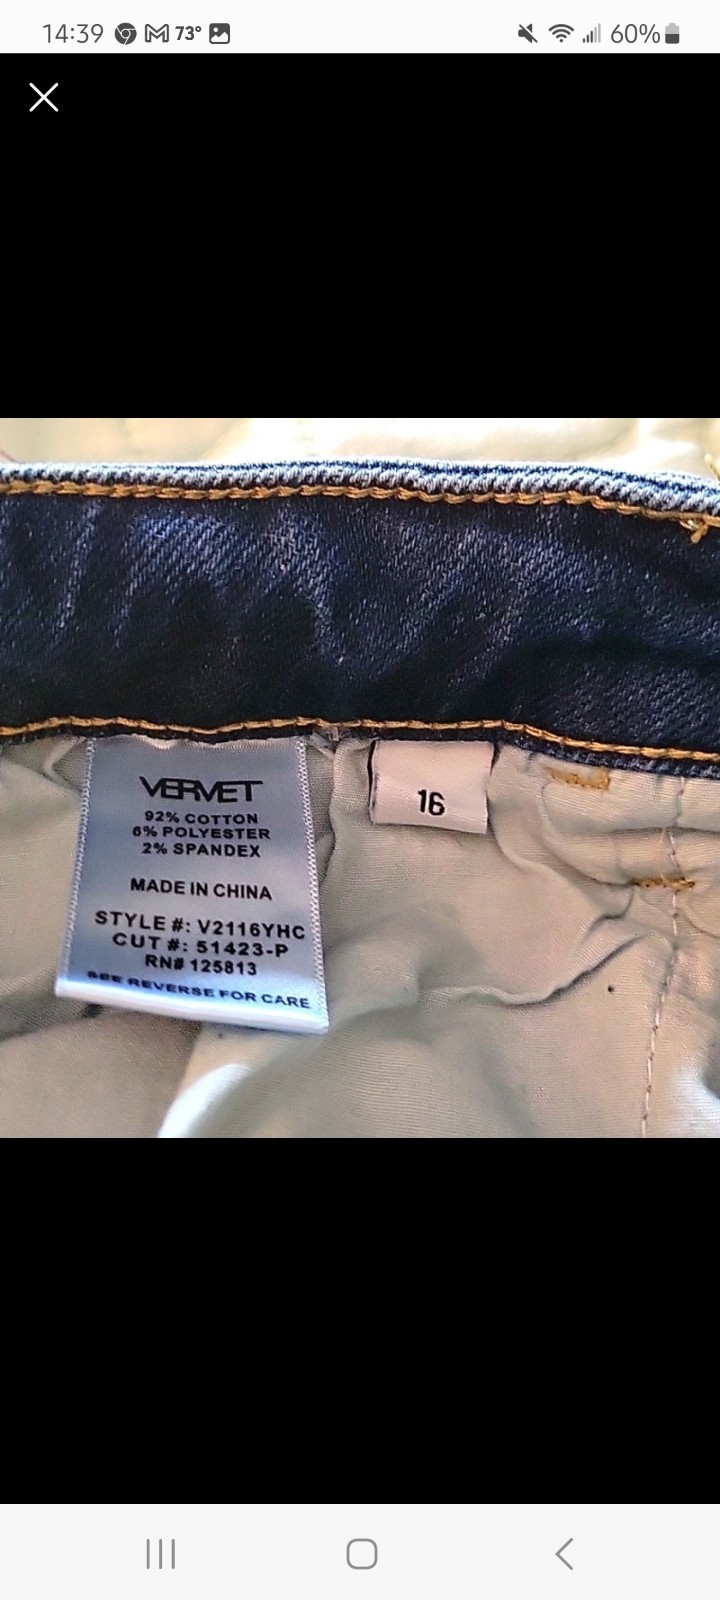 14:39 73° 60%
VERVET
92% COTTON
6% POLYESTER
2% SPANDEX
MADE IN CHINA
STYLE #: V2116YHC
CUT #: 51423-P
RN# 125813
SEE REVERSE FOR CARE
16